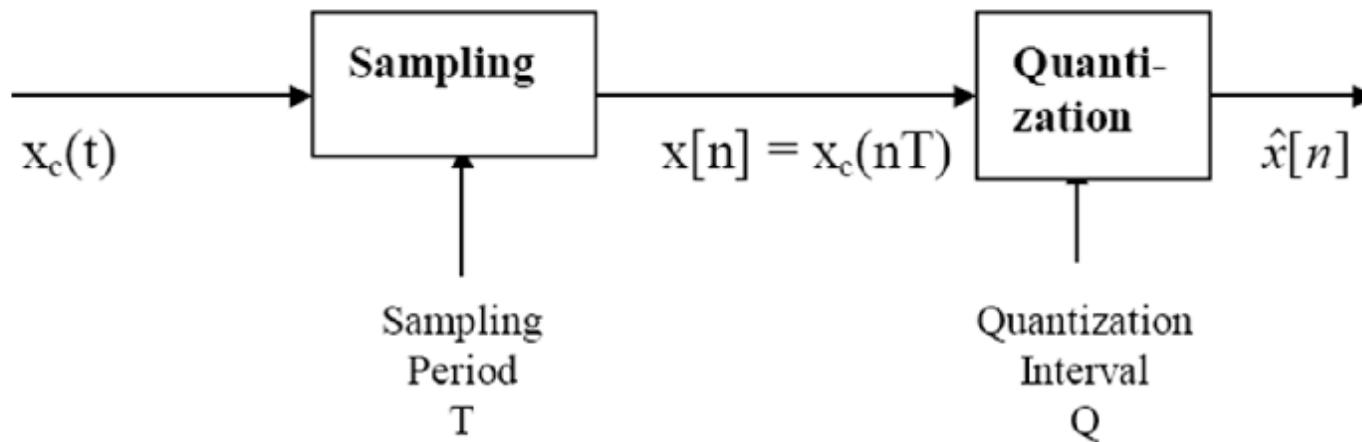 Sampling
Quanti-
zation
x_c(t)
x[n] = x_c(nT)
x̂[n]
Sampling
Period
T
Quantization
Interval
Q